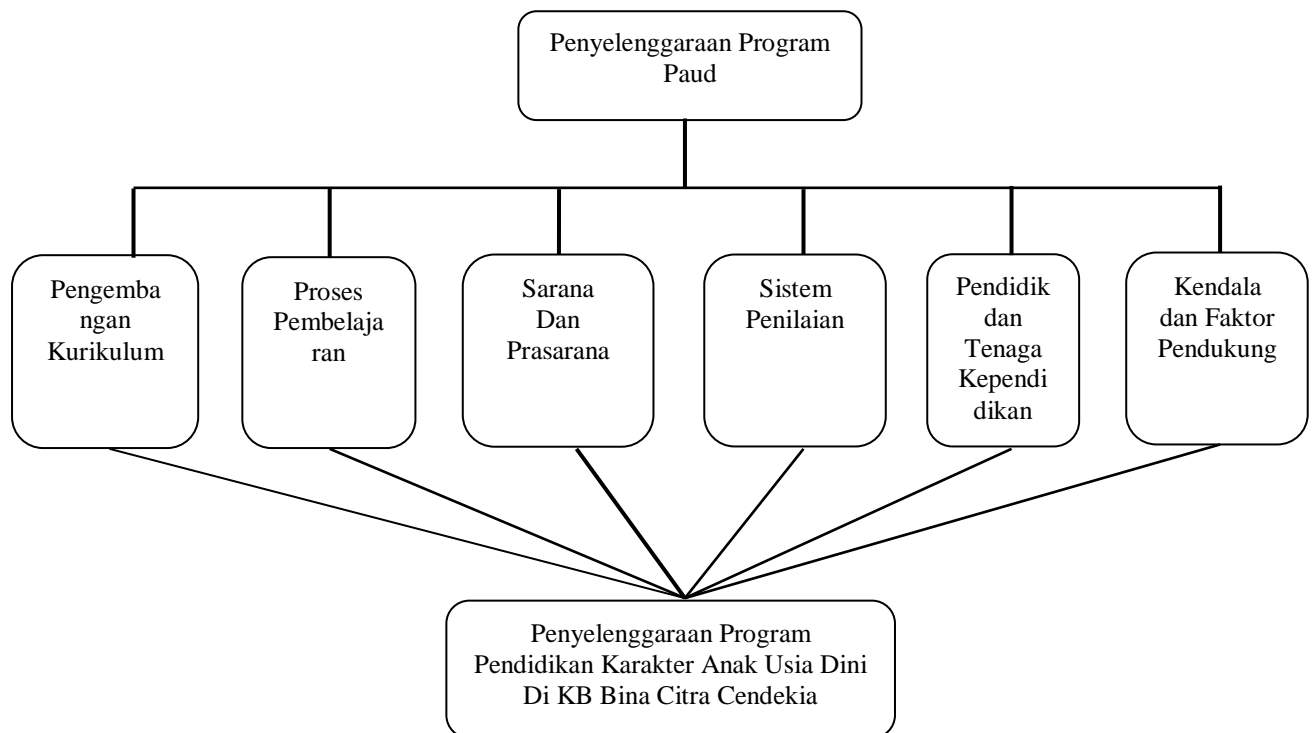 Penyelenggaraan Program
Paud
Pengemba
ngan
Kurikulum
Proses
Pembelaja
ran
Sarana
Dan
Prasarana
Sistem
Penilaian
Pendidik
dan
Tenaga
Kependi
dikan
Kendala
dan Faktor
Pendukung
Penyelenggaraan Program
Pendidikan Karakter Anak Usia Dini
Di KB Bina Citra Cendekia